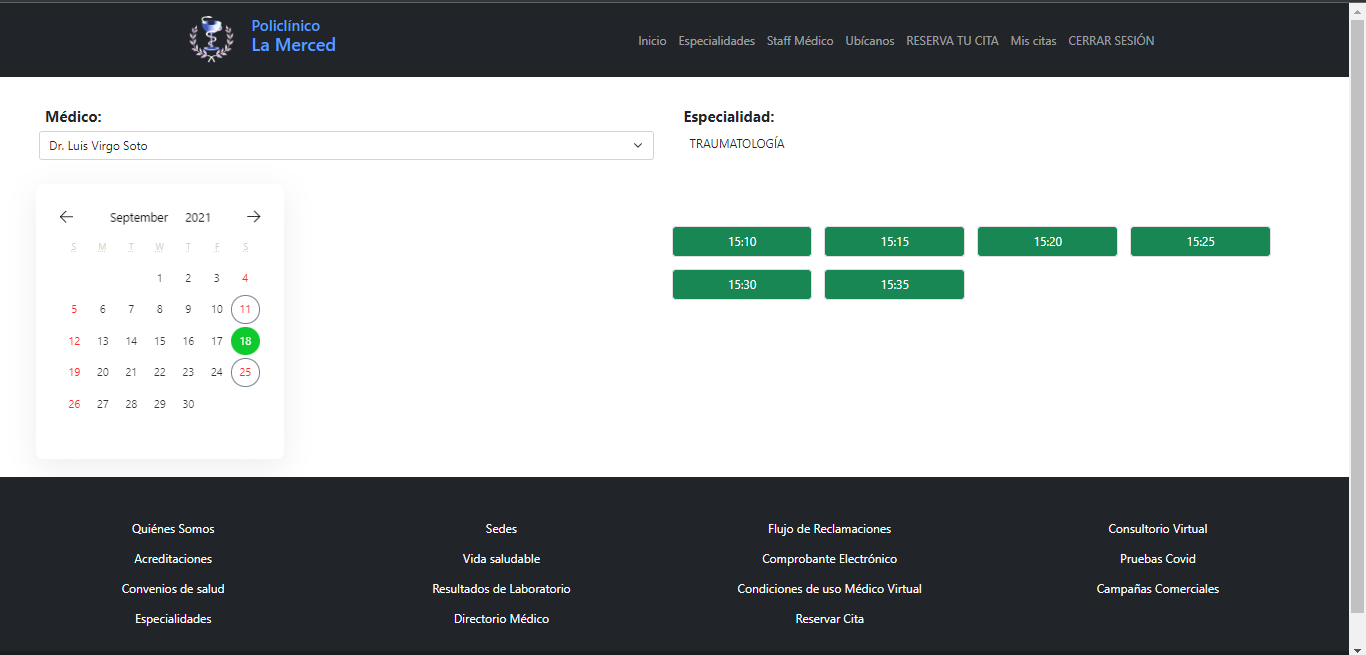 Policlínico
La Merced
Inicio Especialidades Staff Médico Ubícanos RESERVA TU CITA Mis citas CERRAR SESIÓN
Médico:
Dr. Luis Virgo Soto
Especialidad:
TRAUMATOLOGÍA
September 2021
S M T W T F S
1 2 3 4
5 6 7 8 9 10 11
12 13 14 15 16 17 18
19 20 21 22 23 24 25
26 27 28 29 30
15:10 15:15 15:20 15:25
15:30 15:35
Quiénes Somos
Acreditaciones
Convenios de salud
Especialidades
Sedes
Vida saludable
Resultados de Laboratorio
Directorio Médico
Flujo de Reclamaciones
Comprobante Electrónico
Condiciones de uso Médico Virtual
Reservar Cita
Consultorio Virtual
Pruebas Covid
Campañas Comerciales